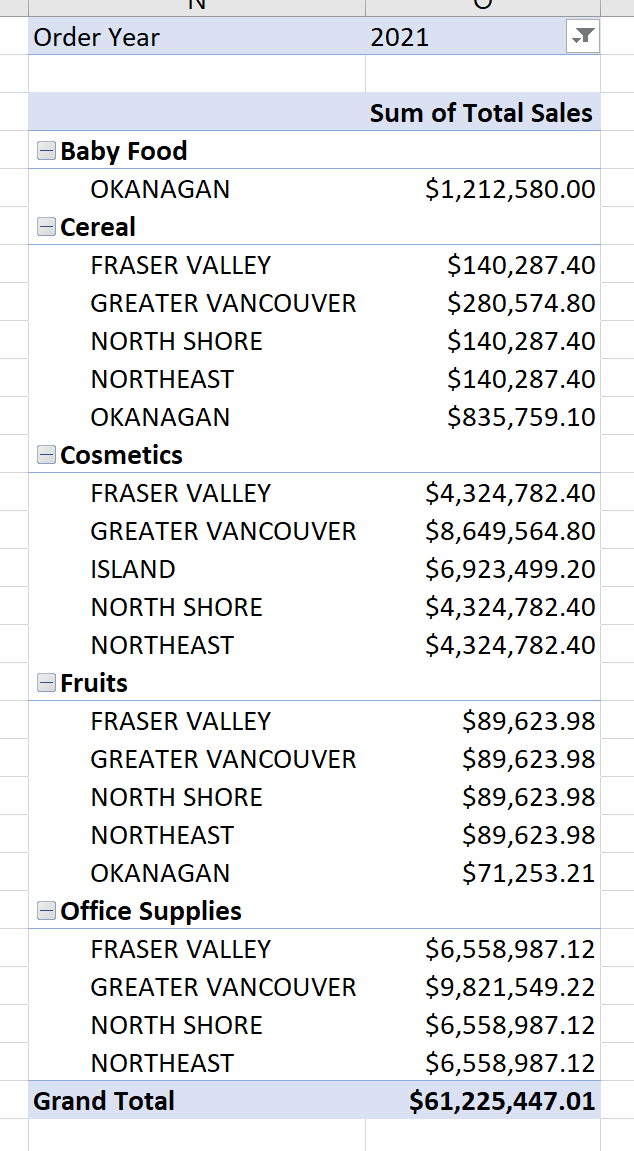 N O
Order Year 2021
Sum of Total Sales
Baby Food
OKANAGAN $1,212,580.00
Cereal
FRASER VALLEY $140,287.40
GREATER VANCOUVER $280,574.80
NORTH SHORE $140,287.40
NORTHEAST $140,287.40
OKANAGAN $835,759.10
Cosmetics
FRASER VALLEY $4,324,782.40
GREATER VANCOUVER $8,649,564.80
ISLAND $6,923,499.20
NORTH SHORE $4,324,782.40
NORTHEAST $4,324,782.40
Fruits
FRASER VALLEY $89,623.98
GREATER VANCOUVER $89,623.98
NORTH SHORE $89,623.98
NORTHEAST $89,623.98
OKANAGAN $71,253.21
Office Supplies
FRASER VALLEY $6,558,987.12
GREATER VANCOUVER $9,821,549.22
NORTH SHORE $6,558,987.12
NORTHEAST $6,558,987.12
Grand Total $61,225,447.01